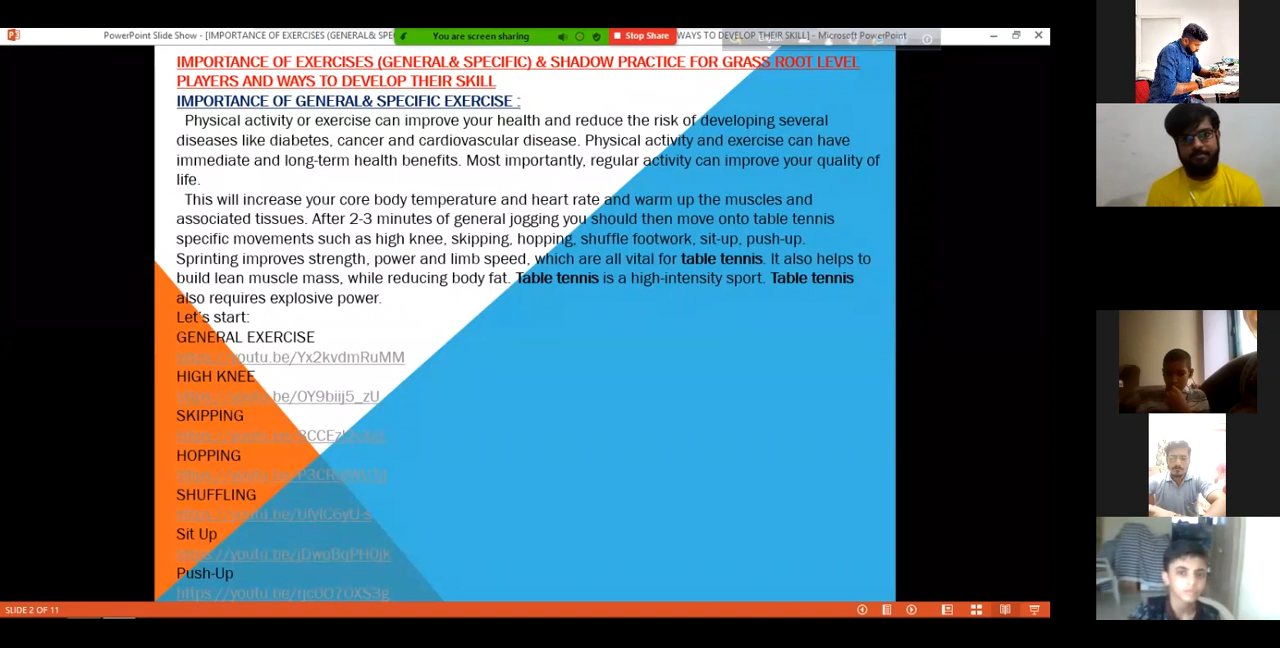 PowerPoint Slide Show - [IMPORTANCE OF EXERCISES (GENERAL& SPE
You are screen sharing
Stop Share
WAYS TO DEVELOP THEIR SKILL] - Microsoft PowerPoint
IMPORTANCE OF EXERCISES (GENERAL& SPECIFIC) & SHADOW PRACTICE FOR GRASS ROOT LEVEL
PLAYERS AND WAYS TO DEVELOP THEIR SKILL
IMPORTANCE OF GENERAL& SPECIFIC EXERCISE :
Physical activity or exercise can improve your health and reduce the risk of developing several
diseases like diabetes, cancer and cardiovascular disease. Physical activity and exercise can have
immediate and long-term health benefits. Most importantly, regular activity can improve your quality of
life.
This will increase your core body temperature and heart rate and warm up the muscles and
associated tissues. After 2-3 minutes of general jogging you should then move onto table tennis
specific movements such as high knee, skipping, hopping, shuffle footwork, sit-up, push-up.
Sprinting improves strength, power and limb speed, which are all vital for table tennis. It also helps to
build lean muscle mass, while reducing body fat. Table tennis is a high-intensity sport. Table tennis
also requires explosive power.
Let's start:
GENERAL EXERCISE
https://youtu.be/Yx2kvdmRuMM
HIGH KNEE
https://youtu.be/OY9biij5_zU
SKIPPING
HOPPING
SHUFFLING
Sit Up
Push-Up
SLIDE 2 OF 11